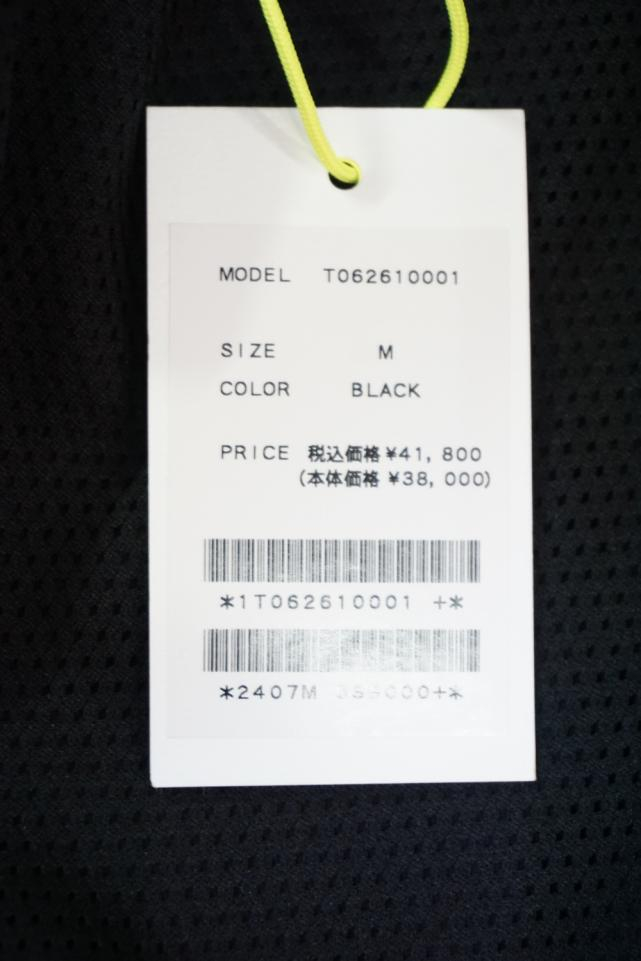 MODEL T062610001
SIZE M
COLOR BLACK
PRICE 税込価格 ¥41, 800
(本体価格 ¥38, 000)
*1T062610001 +*
*2407M